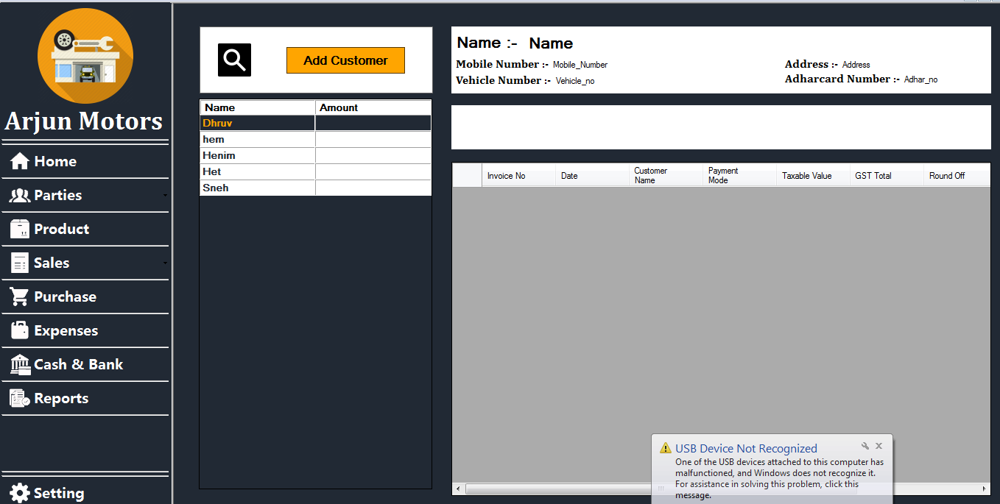 Arjun Motors
Home
Parties
Product
Sales
Purchase
Expenses
Cash & Bank
Reports
Setting
Add Customer
Name Amount
Dhruv
hem
Henim
Het
Sneh
Name :- Name
Mobile Number :- Mobile_Number
Vehicle Number :- Vehicle_no
Address :- Address
Adharcard Number :- Adhar_no
Invoice No Date Customer Name Payment Mode Taxable Value GST Total Round Off
USB Device Not Recognized
One of the USB devices attached to this computer has
malfunctioned, and Windows does not recognize it.
For assistance in solving this problem, click this
message.